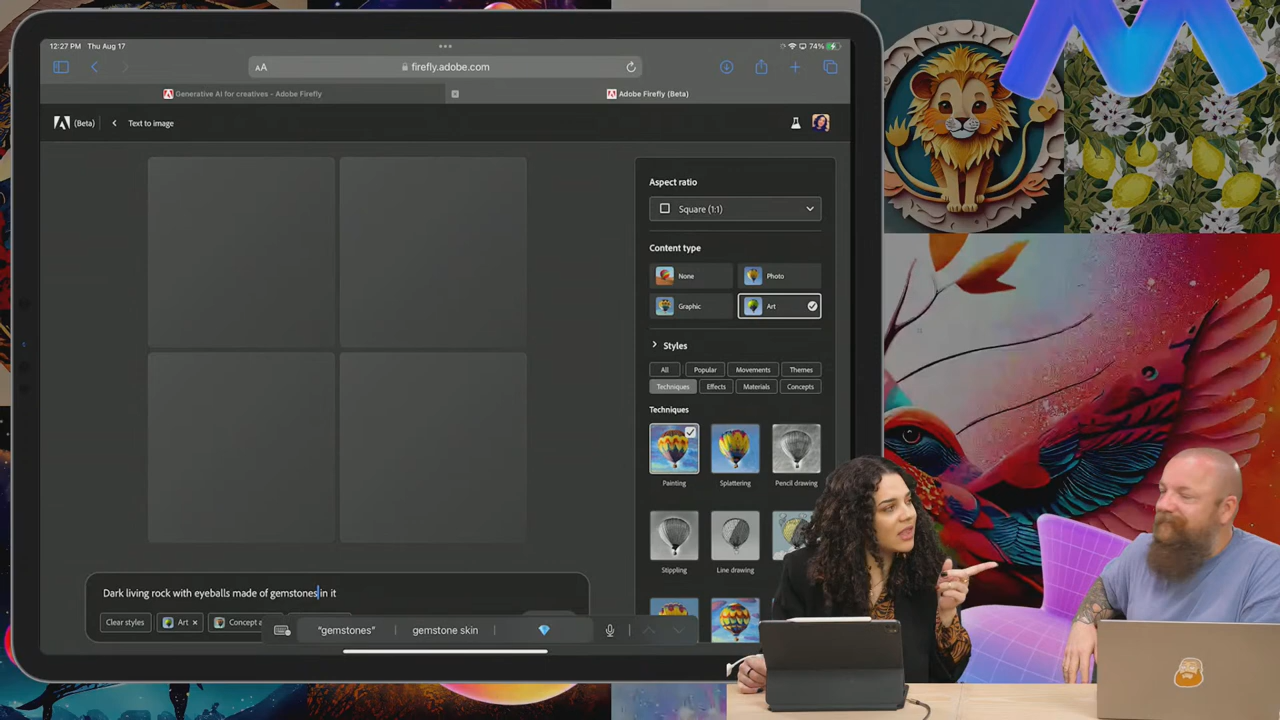 12:27 PM Thu Aug 17
74%
AA
firefly.adobe.com
Generative AI for creatives - Adobe Firefly
Adobe Firefly (Beta)
(Beta)
Text to image
Aspect ratio
Square (1:1)
Content type
None
Photo
Graphic
Art
Styles
All
Popular
Movements
Themes
Techniques
Effects
Materials
Concepts
Techniques
Painting
Splattering
Pencil drawing
Stippling
Line drawing
Dark living rock with eyeballs made of gemstones in it
Clear styles
Art
Concept a
"gemstones"
gemstone skin